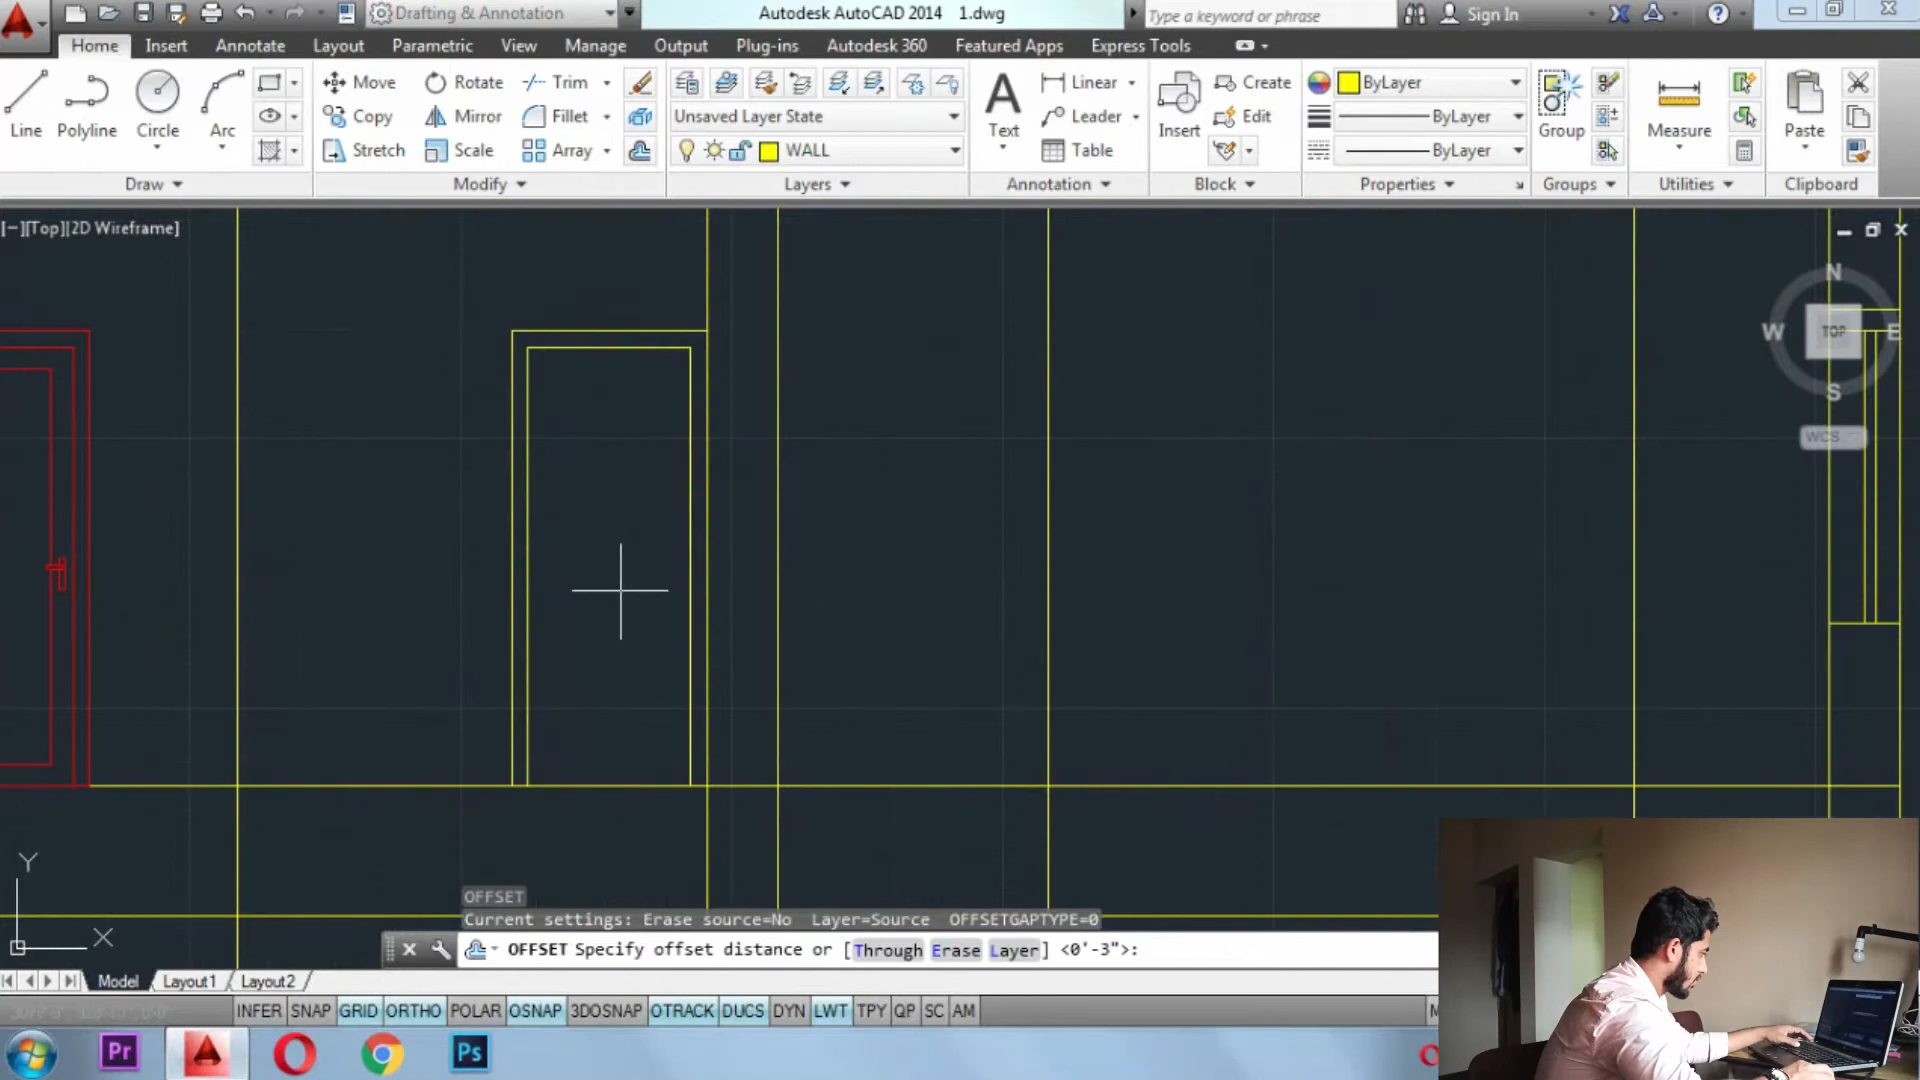 Drafting & Annotation
Autodesk AutoCAD 2014 1.dwg
Type a keyword or phrase
Sign In
Home Insert Annotate Layout Parametric View Manage Output Plug-ins Autodesk 360 Featured Apps Express Tools
Move Rotate Trim
Unsaved Layer State
Linear Create ByLayer
Copy Mirror Fillet
Leader Edit ByLayer
Line Polyline Circle Arc
Text Insert Group Measure Paste
Stretch Scale Array
WALL
Table ByLayer
Draw Modify Layers Annotation Block Properties Groups Utilities Clipboard
[−][Top][2D Wireframe]
N
W TOP E
S
WCS
Y
X
OFFSET
Current settings: Erase source=No Layer=Source OFFSETGAPTYPE=0
OFFSET Specify offset distance or [Through Erase Layer] <0'-3">:
Model Layout1 Layout2
INFER SNAP GRID ORTHO POLAR OSNAP 3DOSNAP OTRACK DUCS DYN LWT TPY QP SC AM
Pr Ps